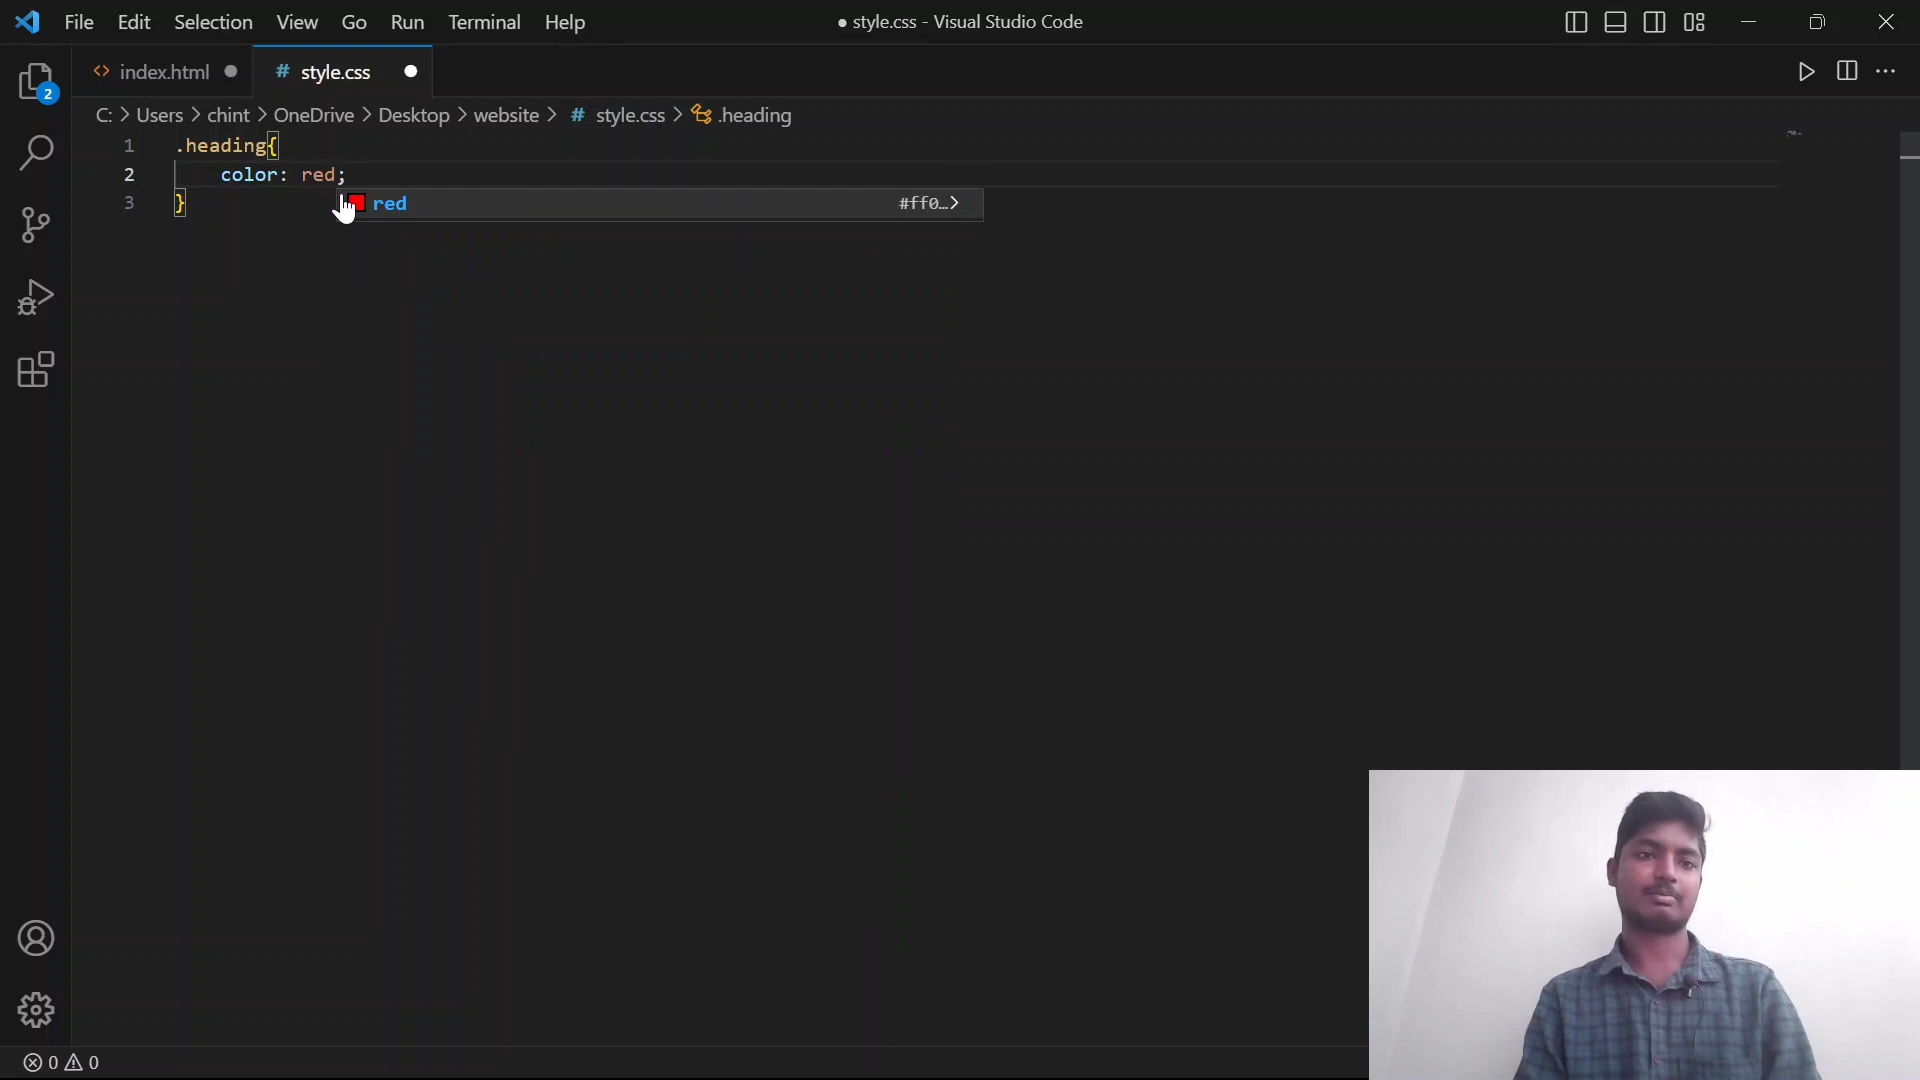 File Edit Selection View Go Run Terminal Help
● style.css - Visual Studio Code
2
<> index.html
# style.css
C: > Users > chint > OneDrive > Desktop > website > # style.css > .heading
1 .heading{
2 color: red;
3 }
red #ff0…>
0 0